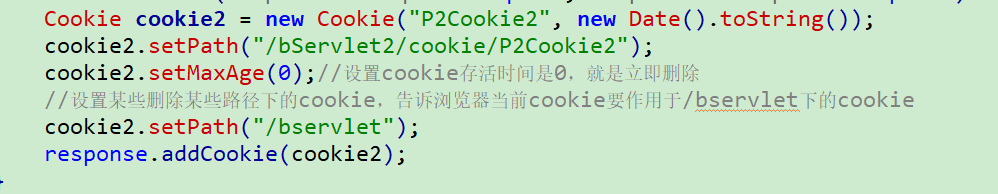 Cookie cookie2 = new Cookie("P2Cookie2", new Date().toString());
cookie2.setPath("/bServlet2/cookie/P2Cookie2");
cookie2.setMaxAge(0);//设置cookie存活时间是0，就是立即删除
//设置某些删除某些路径下的cookie，告诉浏览器当前cookie要作用于/bservlet下的cookie
cookie2.setPath("/bservlet");
response.addCookie(cookie2);